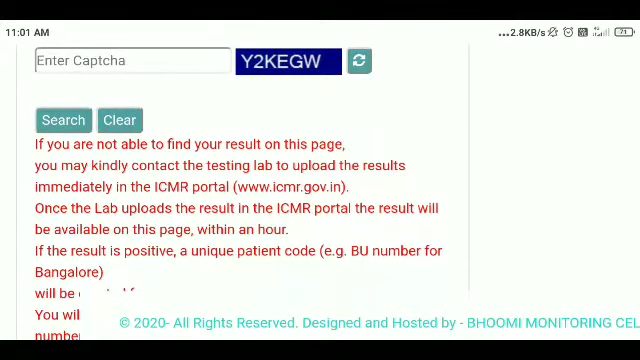 11:01 AM
...2.8KB/s
71
Enter Captcha
Y2KEGW
Search Clear
If you are not able to find your result on this page,
you may kindly contact the testing lab to upload the results
immediately in the ICMR portal (www.icmr.gov.in).
Once the Lab uploads the result in the ICMR portal the result will
be available on this page, within an hour.
If the result is positive, a unique patient code (e.g. BU number for
Bangalore)
will be
You will
© 2020- All Rights Reserved. Designed and Hosted by - BHOOMI MONITORING CEL
number